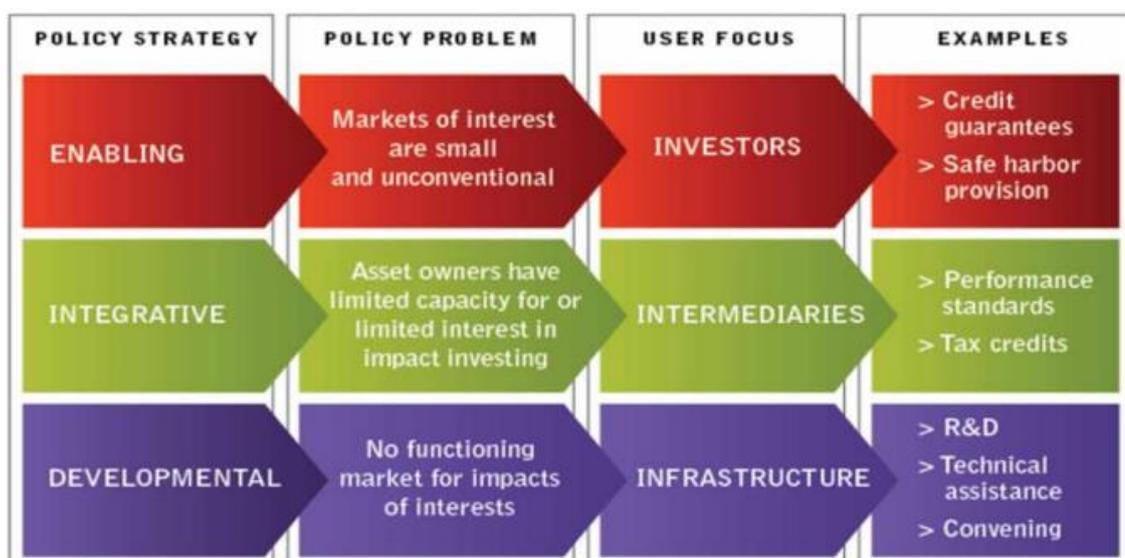 POLICY STRATEGY
POLICY PROBLEM
USER FOCUS
EXAMPLES
ENABLING
Markets of interest
are small
and unconventional
INVESTORS
> Credit
guarantees
> Safe harbor
provision
INTEGRATIVE
Asset owners have
limited capacity for or
limited interest in
impact investing
INTERMEDIARIES
> Performance
standards
> Tax credits
DEVELOPMENTAL
No functioning
market for impacts
of interests
INFRASTRUCTURE
> R&D
> Technical
assistance
> Convening